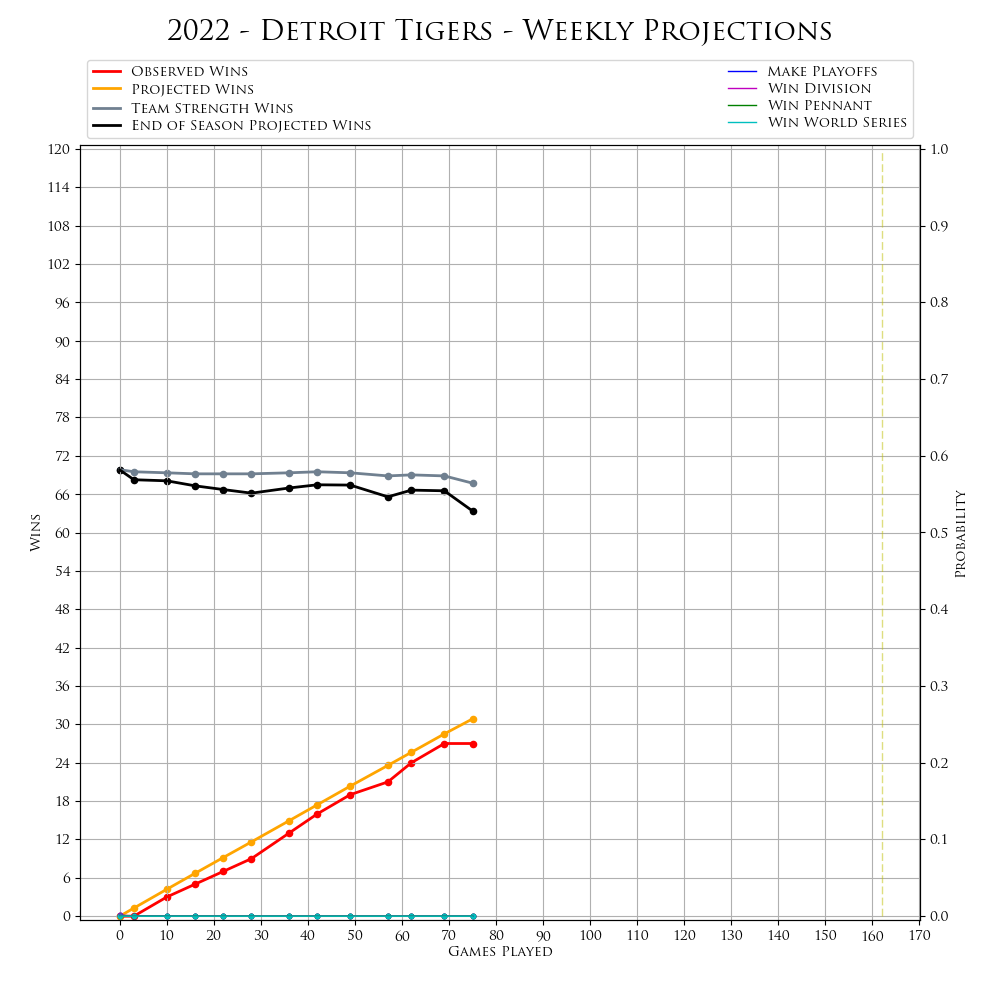 2022 - Detroit Tigers - Weekly Projections
Observed Wins
Projected Wins
Team Strength Wins
End of Season Projected Wins
Make Playoffs
Win Division
Win Pennant
Win World Series
120
114
108
102
96
90
84
78
72
66
60
54
48
42
36
30
24
18
12
6
0
Wins
1.0
0.9
0.8
0.7
0.6
0.5
0.4
0.3
0.2
0.1
0.0
Probability
0 10 20 30 40 50 60 70 80 90 100 110 120 130 140 150 160 170
Games Played